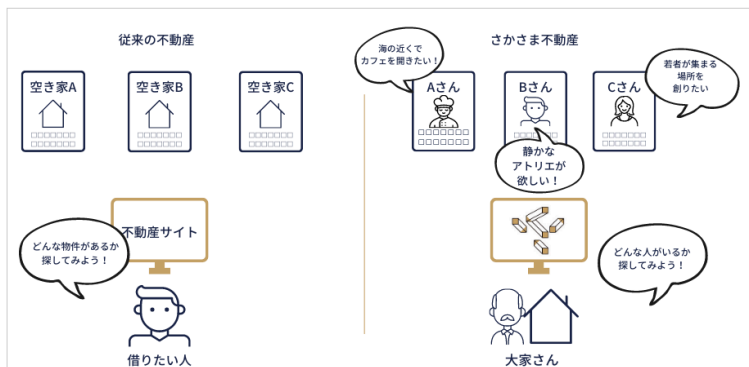 従来の不動産
空き家A
空き家B
空き家C
不動産サイト
どんな物件があるか
探してみよう！
借りたい人
さかさま不動産
海の近くで
カフェを開きたい！
Aさん
Bさん
Cさん
若者が集まる
場所を
創りたい
静かな
アトリエが
欲しい！
どんな人がいるか
探してみよう！
大家さん